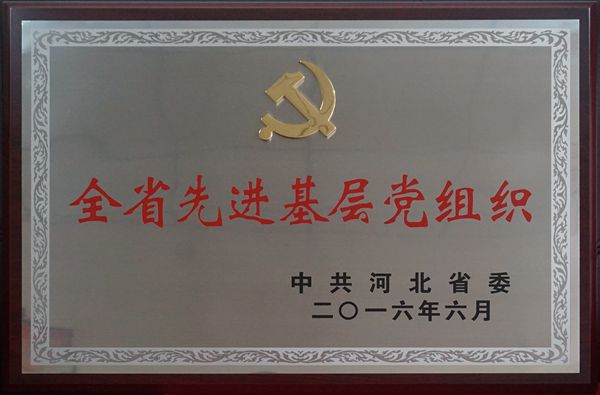 全省先进基层党组织
中共河北省委
二〇一六年六月